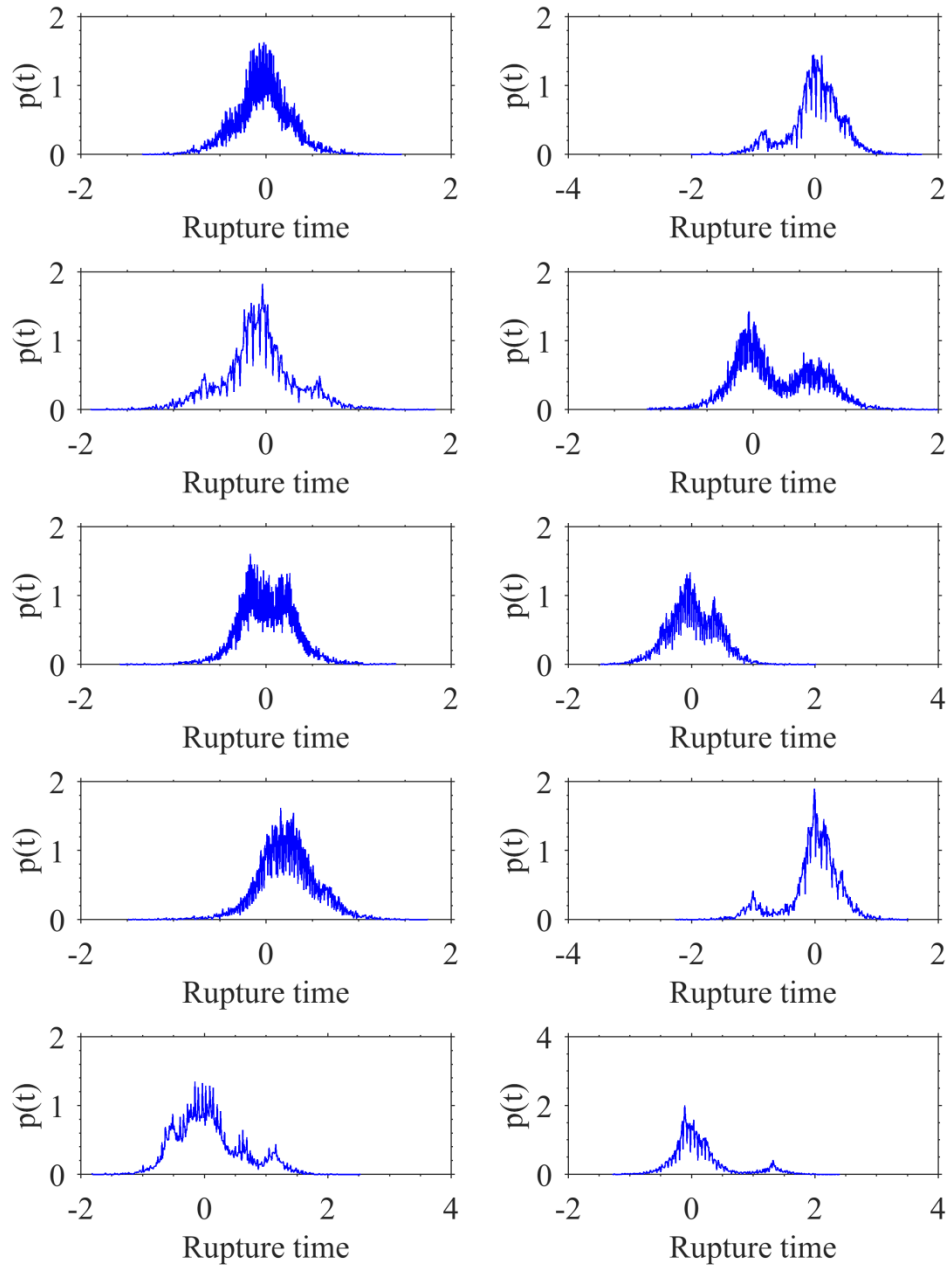 2 2
p(t) 1 p(t) 1
0 0
-2 0 2 -4 -2 0 2
Rupture time Rupture time
2 2
p(t) 1 p(t) 1
0 0
-2 0 2 -2 0 2
Rupture time Rupture time
2 2
p(t) 1 p(t) 1
0 0
-2 0 2 -2 0 2 4
Rupture time Rupture time
2 2
p(t) 1 p(t) 1
0 0
-2 0 2 -4 -2 0 2
Rupture time Rupture time
2 4
p(t) 1 p(t) 2
0 0
-2 0 2 4 -2 0 2 4
Rupture time Rupture time